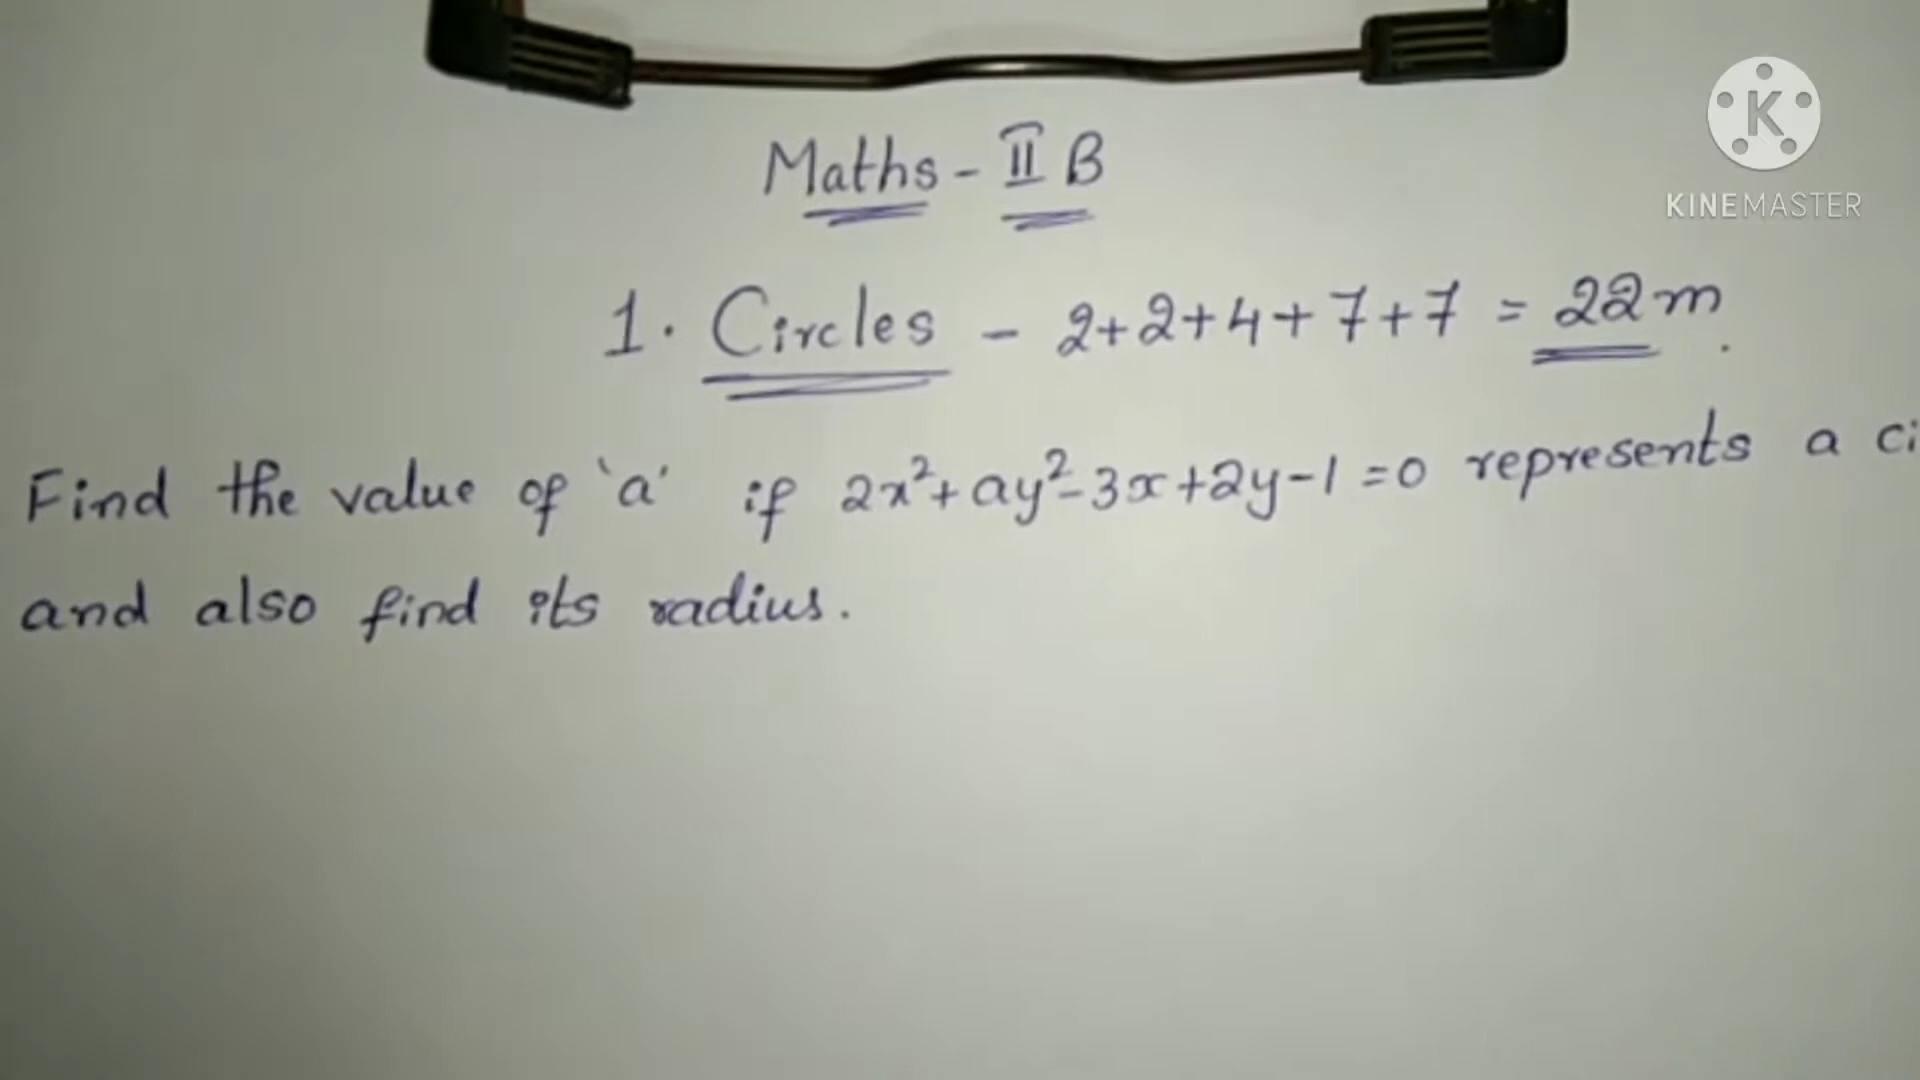 Maths - II B
K
KINEMASTER
1. Circles - 2+2+4+7+7 = 22m.
Find the value of 'a' if 2x²+ay²-3x+2y-1=0 represents a ci
and also find its radius.